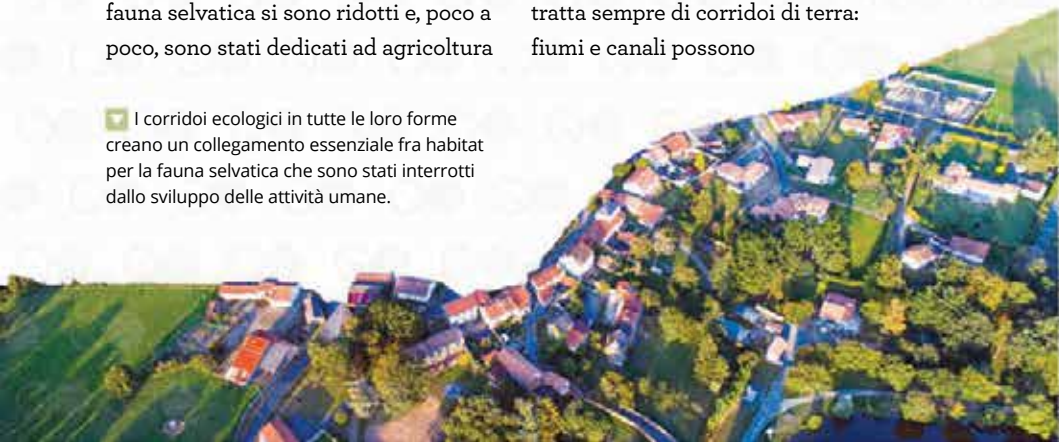 fauna selvatica si sono ridotti e, poco a
poco, sono stati dedicati ad agricoltura
tratta sempre di corridoi di terra:
fiumi e canali possono
I corridoi ecologici in tutte le loro forme
creano un collegamento essenziale fra habitat
per la fauna selvatica che sono stati interrotti
dallo sviluppo delle attività umane.